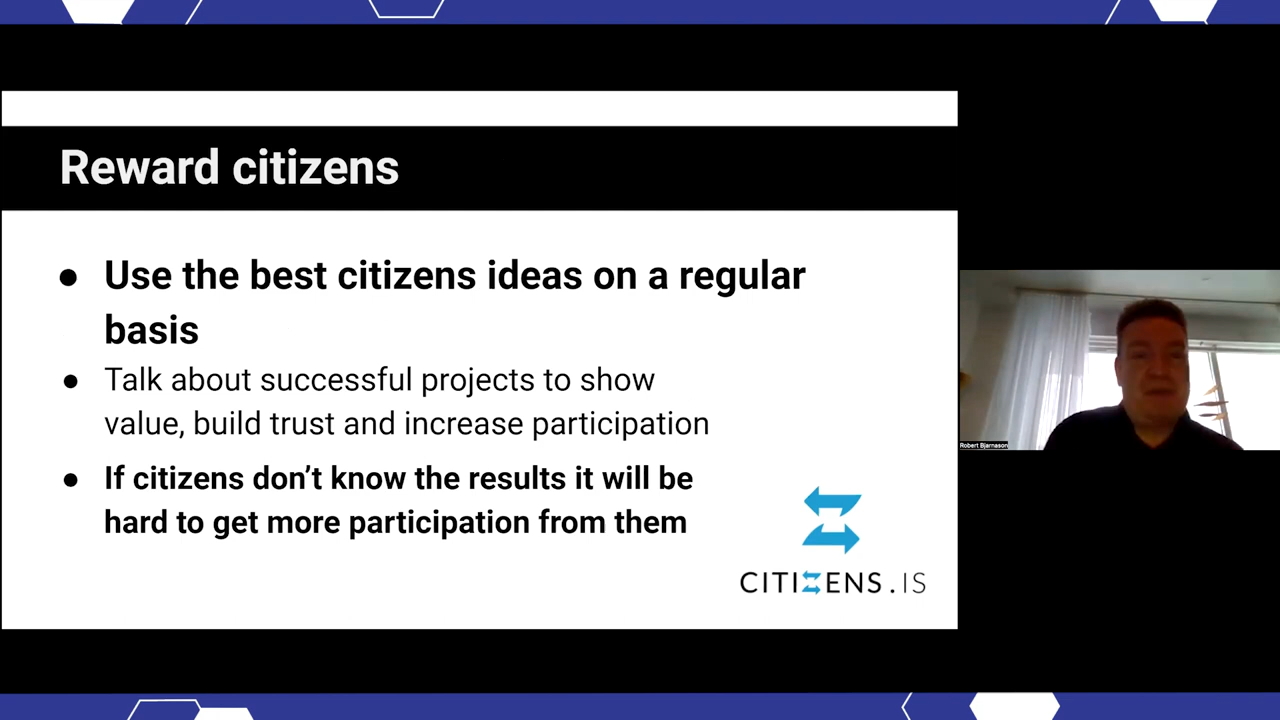 Reward citizens
● Use the best citizens ideas on a regular
basis
● Talk about successful projects to show
value, build trust and increase participation
● If citizens don’t know the results it will be
hard to get more participation from them
CITIZENS.IS
Robert Bjarnason